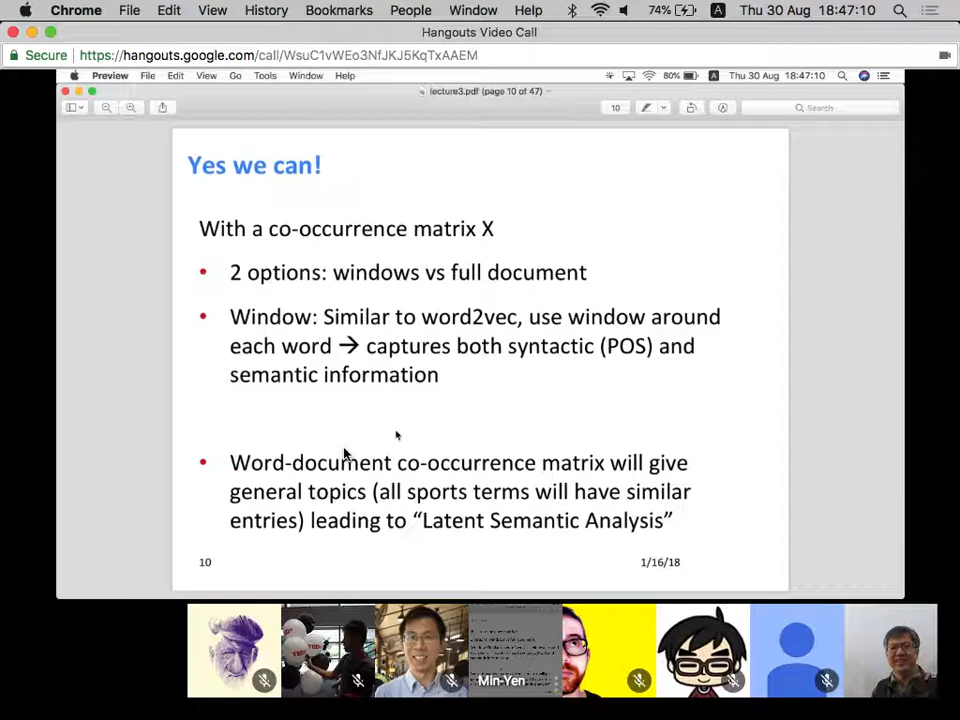 Chrome File Edit View History Bookmarks People Window Help 74% A Thu 30 Aug 18:47:10
Hangouts Video Call
Secure https://hangouts.google.com/call/WsuC1vWEo3NfJKJ5KqTxAAEM
Preview File Edit View Go Tools Window Help 80% A Thu 30 Aug 18:47:10
lecture3.pdf (page 10 of 47)
10 Search
Yes we can!
With a co-occurrence matrix X
• 2 options: windows vs full document
• Window: Similar to word2vec, use window around
each word → captures both syntactic (POS) and
semantic information
• Word-document co-occurrence matrix will give
general topics (all sports terms will have similar
entries) leading to “Latent Semantic Analysis”
10 1/16/18
TED
Min-Yen